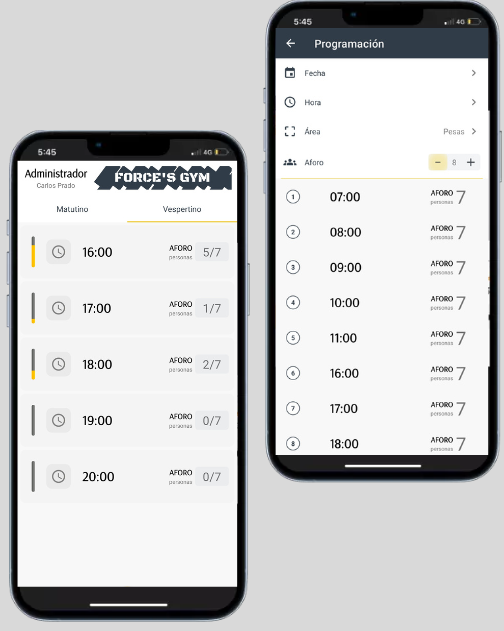 5:45
4G
Administrador
Carlos Prado
FORCE'S GYM
Matutino
Vespertino
16:00
AFORO
personas
5/7
17:00
AFORO
personas
1/7
18:00
AFORO
personas
2/7
19:00
AFORO
personas
0/7
20:00
AFORO
personas
0/7
5:45
4G
Programación
Fecha
Hora
Área
Pesas
Aforo
− 8 +
1
07:00
AFORO
personas
7
2
08:00
AFORO
personas
7
3
09:00
AFORO
personas
7
4
10:00
AFORO
personas
7
5
11:00
AFORO
personas
7
6
16:00
AFORO
personas
7
7
17:00
AFORO
personas
7
8
18:00
AFORO
personas
7